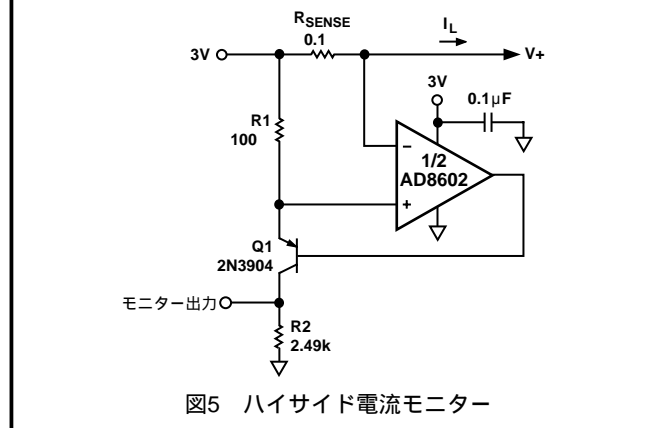 RSENSE
0.1
IL
3V
V+
3V
0.1µF
R1
100
−
1/2
AD8602
+
Q1
2N3904
モニター出力
R2
2.49k
図5 ハイサイド電流モニター